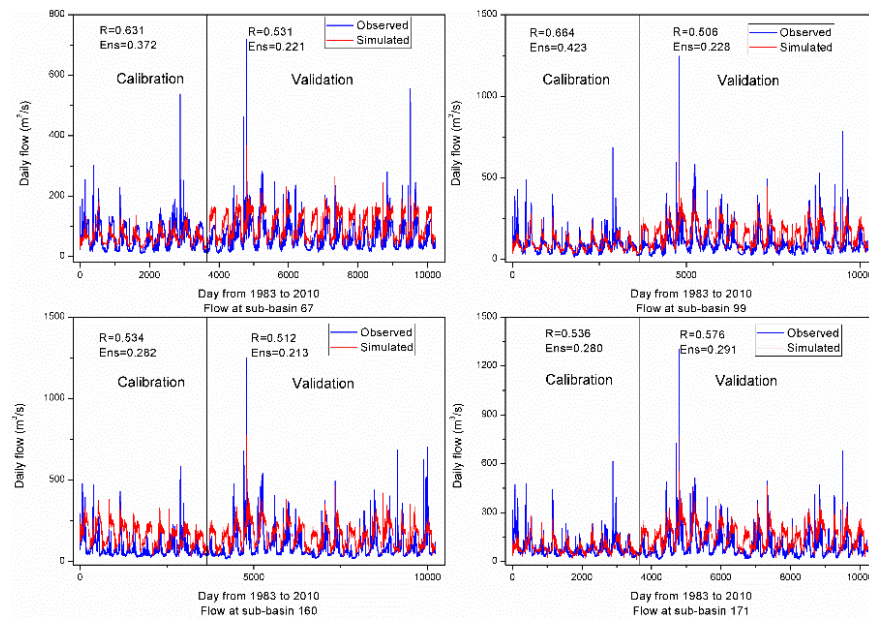 800
600
400
200
0
Daily flow (m³/s)
R=0.631
Ens=0.372
R=0.531
Ens=0.221
Observed
Simulated
Calibration
Validation
0 2000 4000 6000 8000 10000
Day from 1983 to 2010
Flow at sub-basin 67
1500
1000
500
0
Daily flow (m³/s)
R=0.664
Ens=0.423
R=0.506
Ens=0.228
Observed
Simulated
Calibration
Validation
0 5000 10000
Day from 1983 to 2010
Flow at sub-basin 99
1500
1000
500
0
Daily flow (m³/s)
R=0.534
Ens=0.282
R=0.512
Ens=0.213
Observed
Simulated
Calibration
Validation
0 5000 10000
Day from 1983 to 2010
Flow at sub-basin 160
1500
1200
900
600
300
0
Daily flow (m³/s)
R=0.536
Ens=0.280
R=0.576
Ens=0.291
Observed
Simulated
Calibration
Validation
0 2000 4000 6000 8000 10000
Day from 1983 to 2010
Flow at sub-basin 171